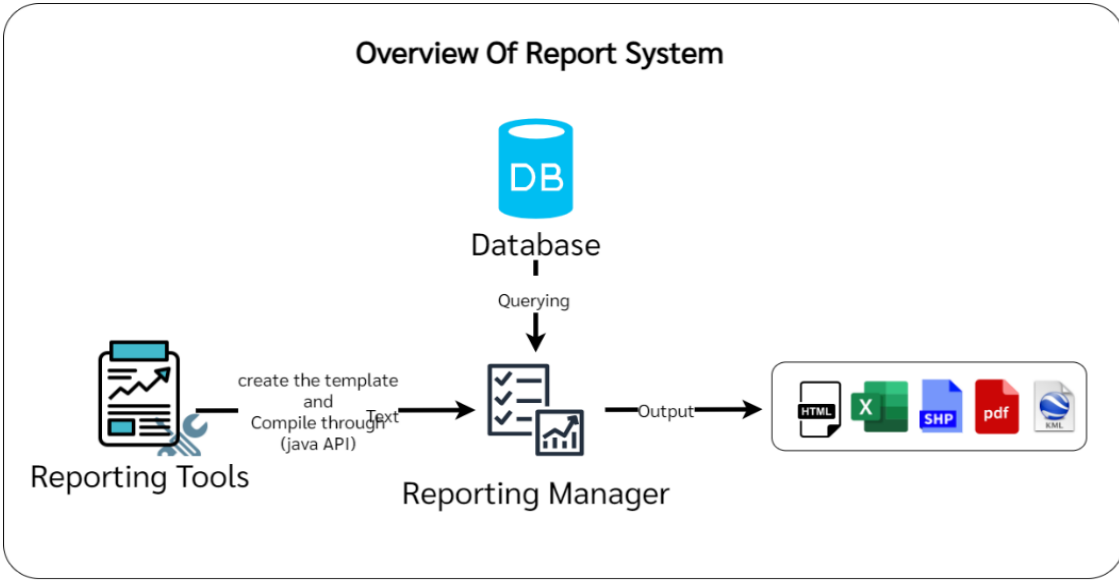 Overview Of Report System
DB
Database
Querying
create the template
and
Compile through
(java API)
Text
Output
HTML
X
SHP
pdf
KML
Reporting Tools
Reporting Manager